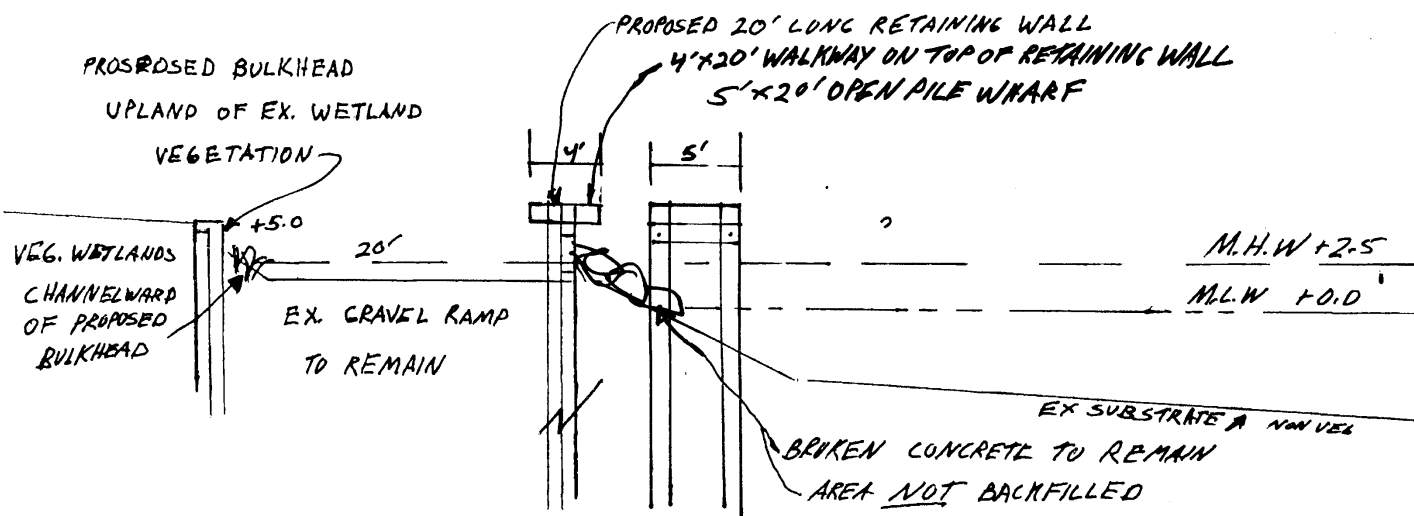 PROPOSED 20' LONG RETAINING WALL
4'X20' WALKWAY ON TOP OF RETAINING WALL
5'X20' OPEN PILE WHARF
PROSROSED BULKHEAD
UPLAND OF EX. WETLAND
VEGETATION
4'
5'
+5.0
20'
M.H.W +2.5
M.L.W +0.0'
VEG. WETLANDS
CHANNELWARD
OF PROPOSED
BULKHEAD
EX. GRAVEL RAMP
TO REMAIN
EX SUBSTRATE NON VEG
BROKEN CONCRETE TO REMAIN
AREA NOT BACKFILLED